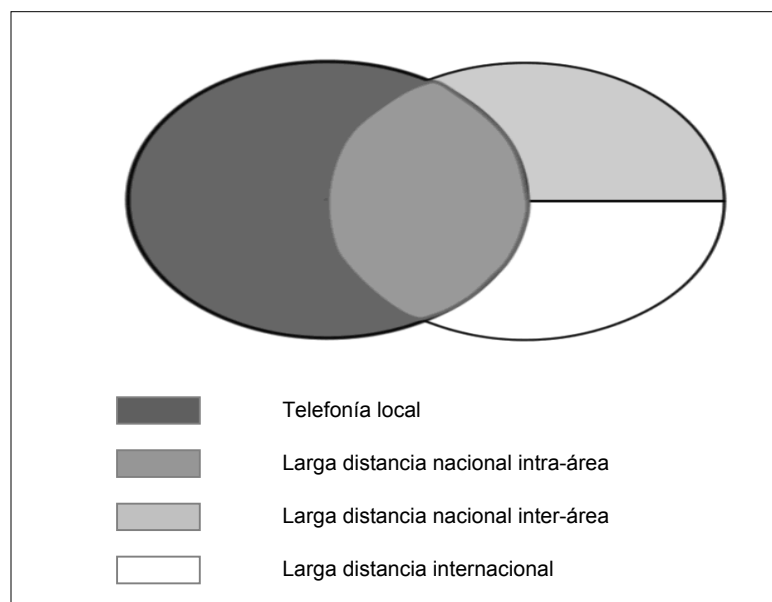 Telefonía local
Larga distancia nacional intra-área
Larga distancia nacional inter-área
Larga distancia internacional